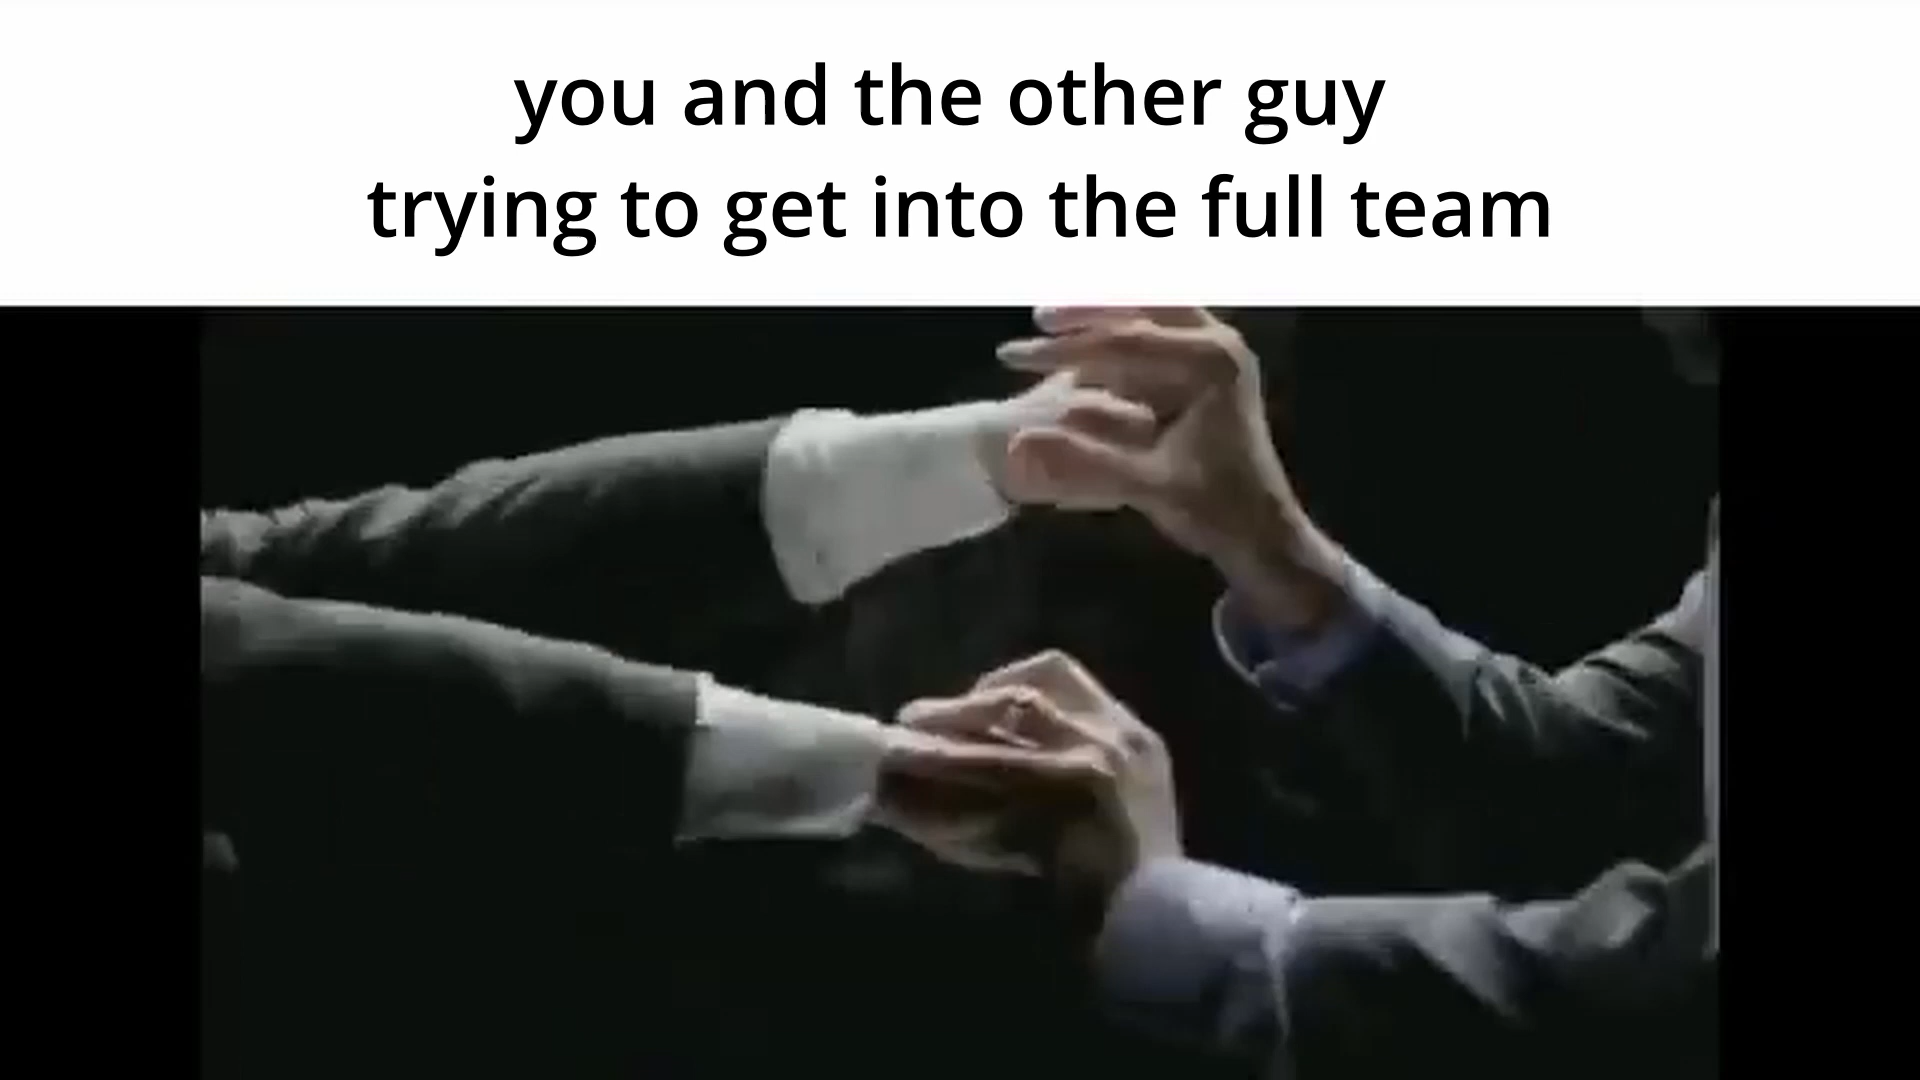 you and the other guy
trying to get into the full team